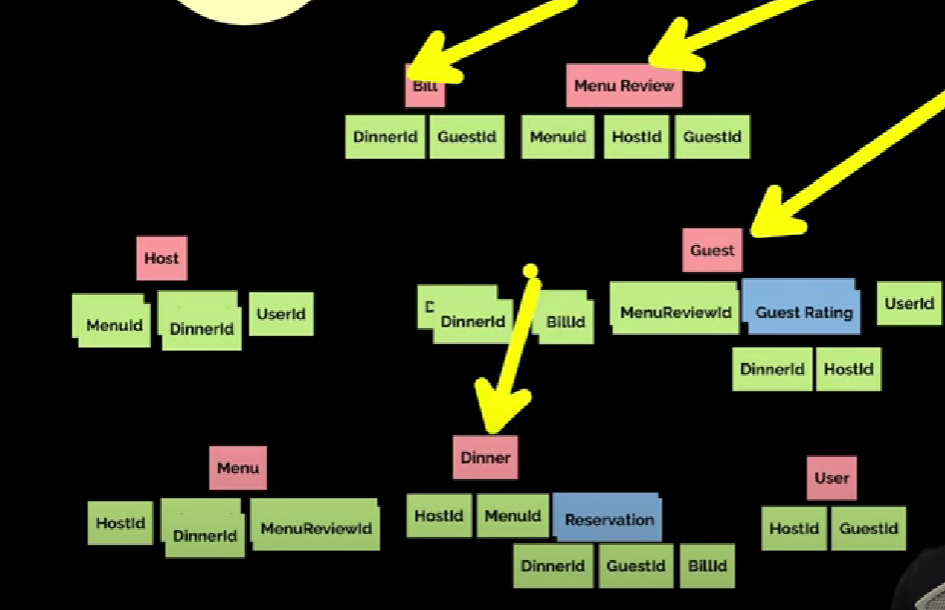 Bill
Menu Review
DinnerId
GuestId
MenuId
HostId
GuestId
Host
Guest
MenuId
DinnerId
UserId
D
DinnerId
BillId
MenuReviewId
Guest Rating
UserId
DinnerId
HostId
Menu
Dinner
User
HostId
DinnerId
MenuReviewId
HostId
MenuId
Reservation
HostId
GuestId
DinnerId
GuestId
BillId